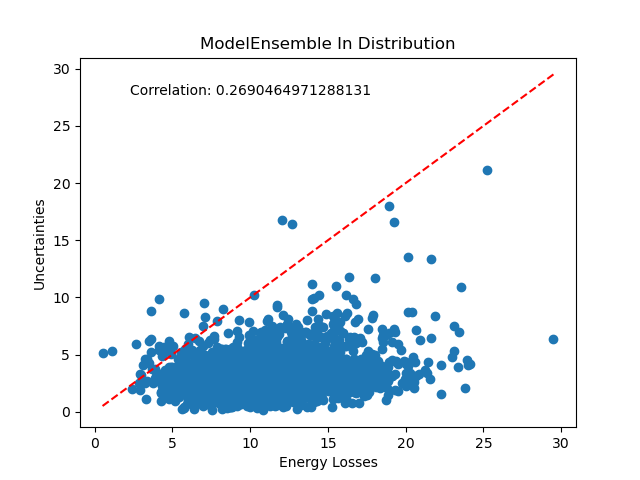 ModelEnsemble In Distribution
Correlation: 0.2690464971288131
30
25
20
15
10
5
0
Uncertainties
0 5 10 15 20 25 30
Energy Losses